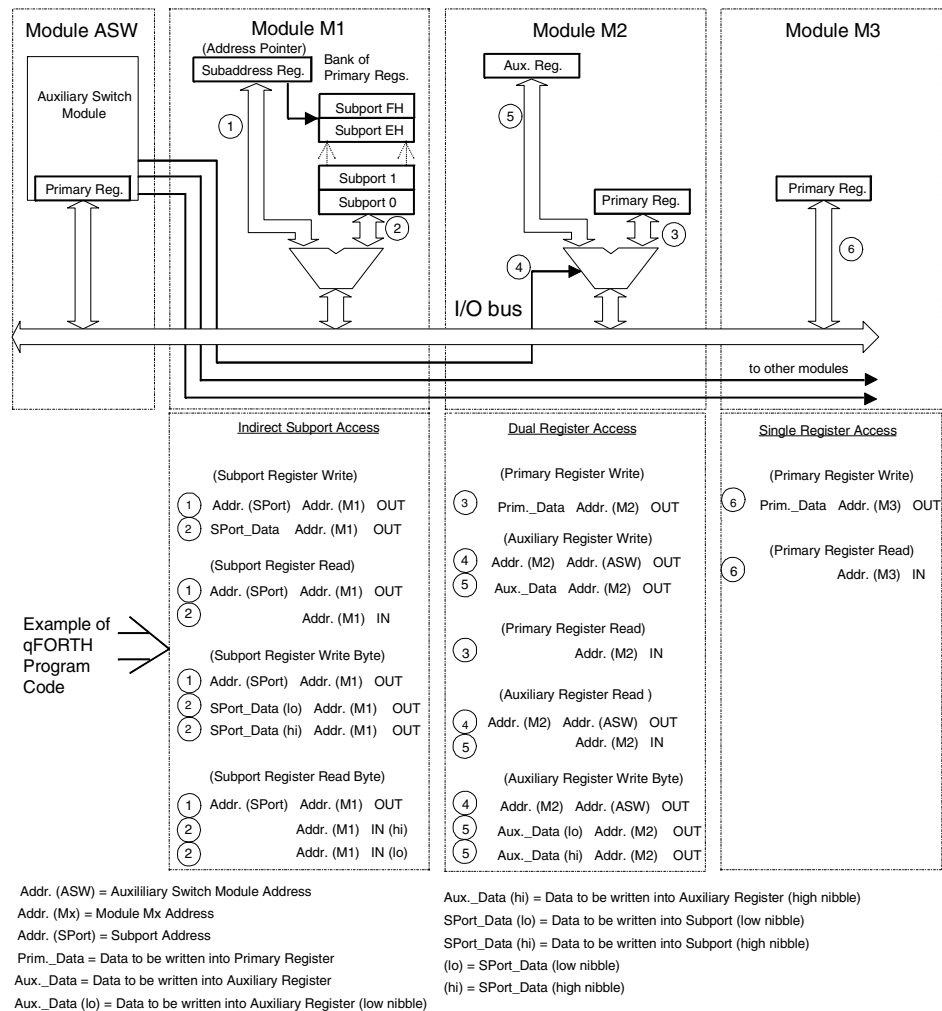 Module ASW
Auxiliary Switch
Module
Primary Reg.
Module M1
(Address Pointer)
Subaddress Reg.
Bank of
Primary Regs.
1
Subport FH
Subport EH
Subport 1
Subport 0
2
Module M2
Aux. Reg.
5
Primary Reg.
3
4
Module M3
Primary Reg.
6
I/O bus
to other modules
Example of
qFORTH
Program
Code
Indirect Subport Access
(Subport Register Write)
1 Addr. (SPort) Addr. (M1) OUT
2 SPort_Data Addr. (M1) OUT
(Subport Register Read)
1 Addr. (SPort) Addr. (M1) OUT
2 Addr. (M1) IN
(Subport Register Write Byte)
1 Addr. (SPort) Addr. (M1) OUT
2 SPort_Data (lo) Addr. (M1) OUT
2 SPort_Data (hi) Addr. (M1) OUT
(Subport Register Read Byte)
1 Addr. (SPort) Addr. (M1) OUT
2 Addr. (M1) IN (hi)
2 Addr. (M1) IN (lo)
Dual Register Access
(Primary Register Write)
3 Prim._Data Addr. (M2) OUT
(Auxiliary Register Write)
4 Addr. (M2) Addr. (ASW) OUT
5 Aux._Data Addr. (M2) OUT
(Primary Register Read)
3 Addr. (M2) IN
(Auxiliary Register Read )
4 Addr. (M2) Addr. (ASW) OUT
5 Addr. (M2) IN
(Auxiliary Register Write Byte)
4 Addr. (M2) Addr. (ASW) OUT
5 Aux._Data (lo) Addr. (M2) OUT
5 Aux._Data (hi) Addr. (M2) OUT
Single Register Access
(Primary Register Write)
6 Prim._Data Addr. (M3) OUT
(Primary Register Read)
6 Addr. (M3) IN
Addr. (ASW) = Auxililiary Switch Module Address
Addr. (Mx) = Module Mx Address
Addr. (SPort) = Subport Address
Prim._Data = Data to be written into Primary Register
Aux._Data = Data to be written into Auxiliary Register
Aux._Data (lo) = Data to be written into Auxiliary Register (low nibble)
Aux._Data (hi) = Data to be written into Auxiliary Register (high nibble)
SPort_Data (lo) = Data to be written into Subport (low nibble)
SPort_Data (hi) = Data to be written into Subport (high nibble)
(lo) = SPort_Data (low nibble)
(hi) = SPort_Data (high nibble)